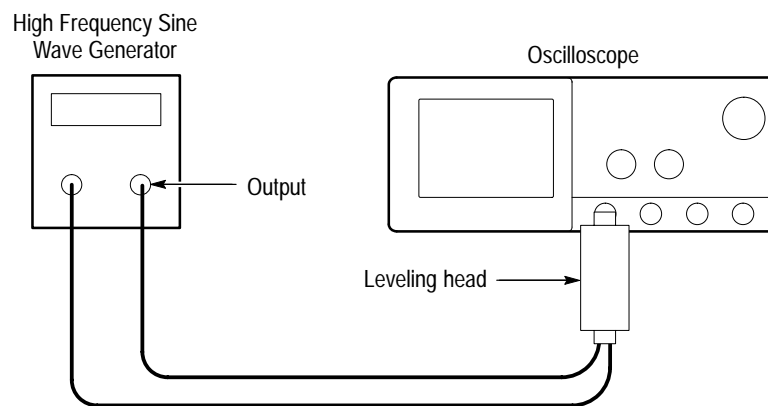 High Frequency Sine
Wave Generator
Oscilloscope
Output
Leveling head